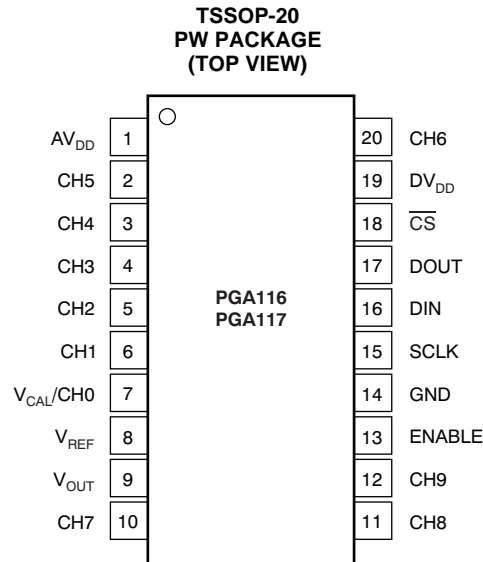 TSSOP-20
PW PACKAGE
(TOP VIEW)
AVDD 1 20 CH6
CH5 2 19 DVDD
CH4 3 18 C̅S̅
CH3 4 17 DOUT
CH2 5 16 DIN
CH1 6 15 SCLK
VCAL/CH0 7 14 GND
VREF 8 13 ENABLE
VOUT 9 12 CH9
CH7 10 11 CH8
PGA116
PGA117